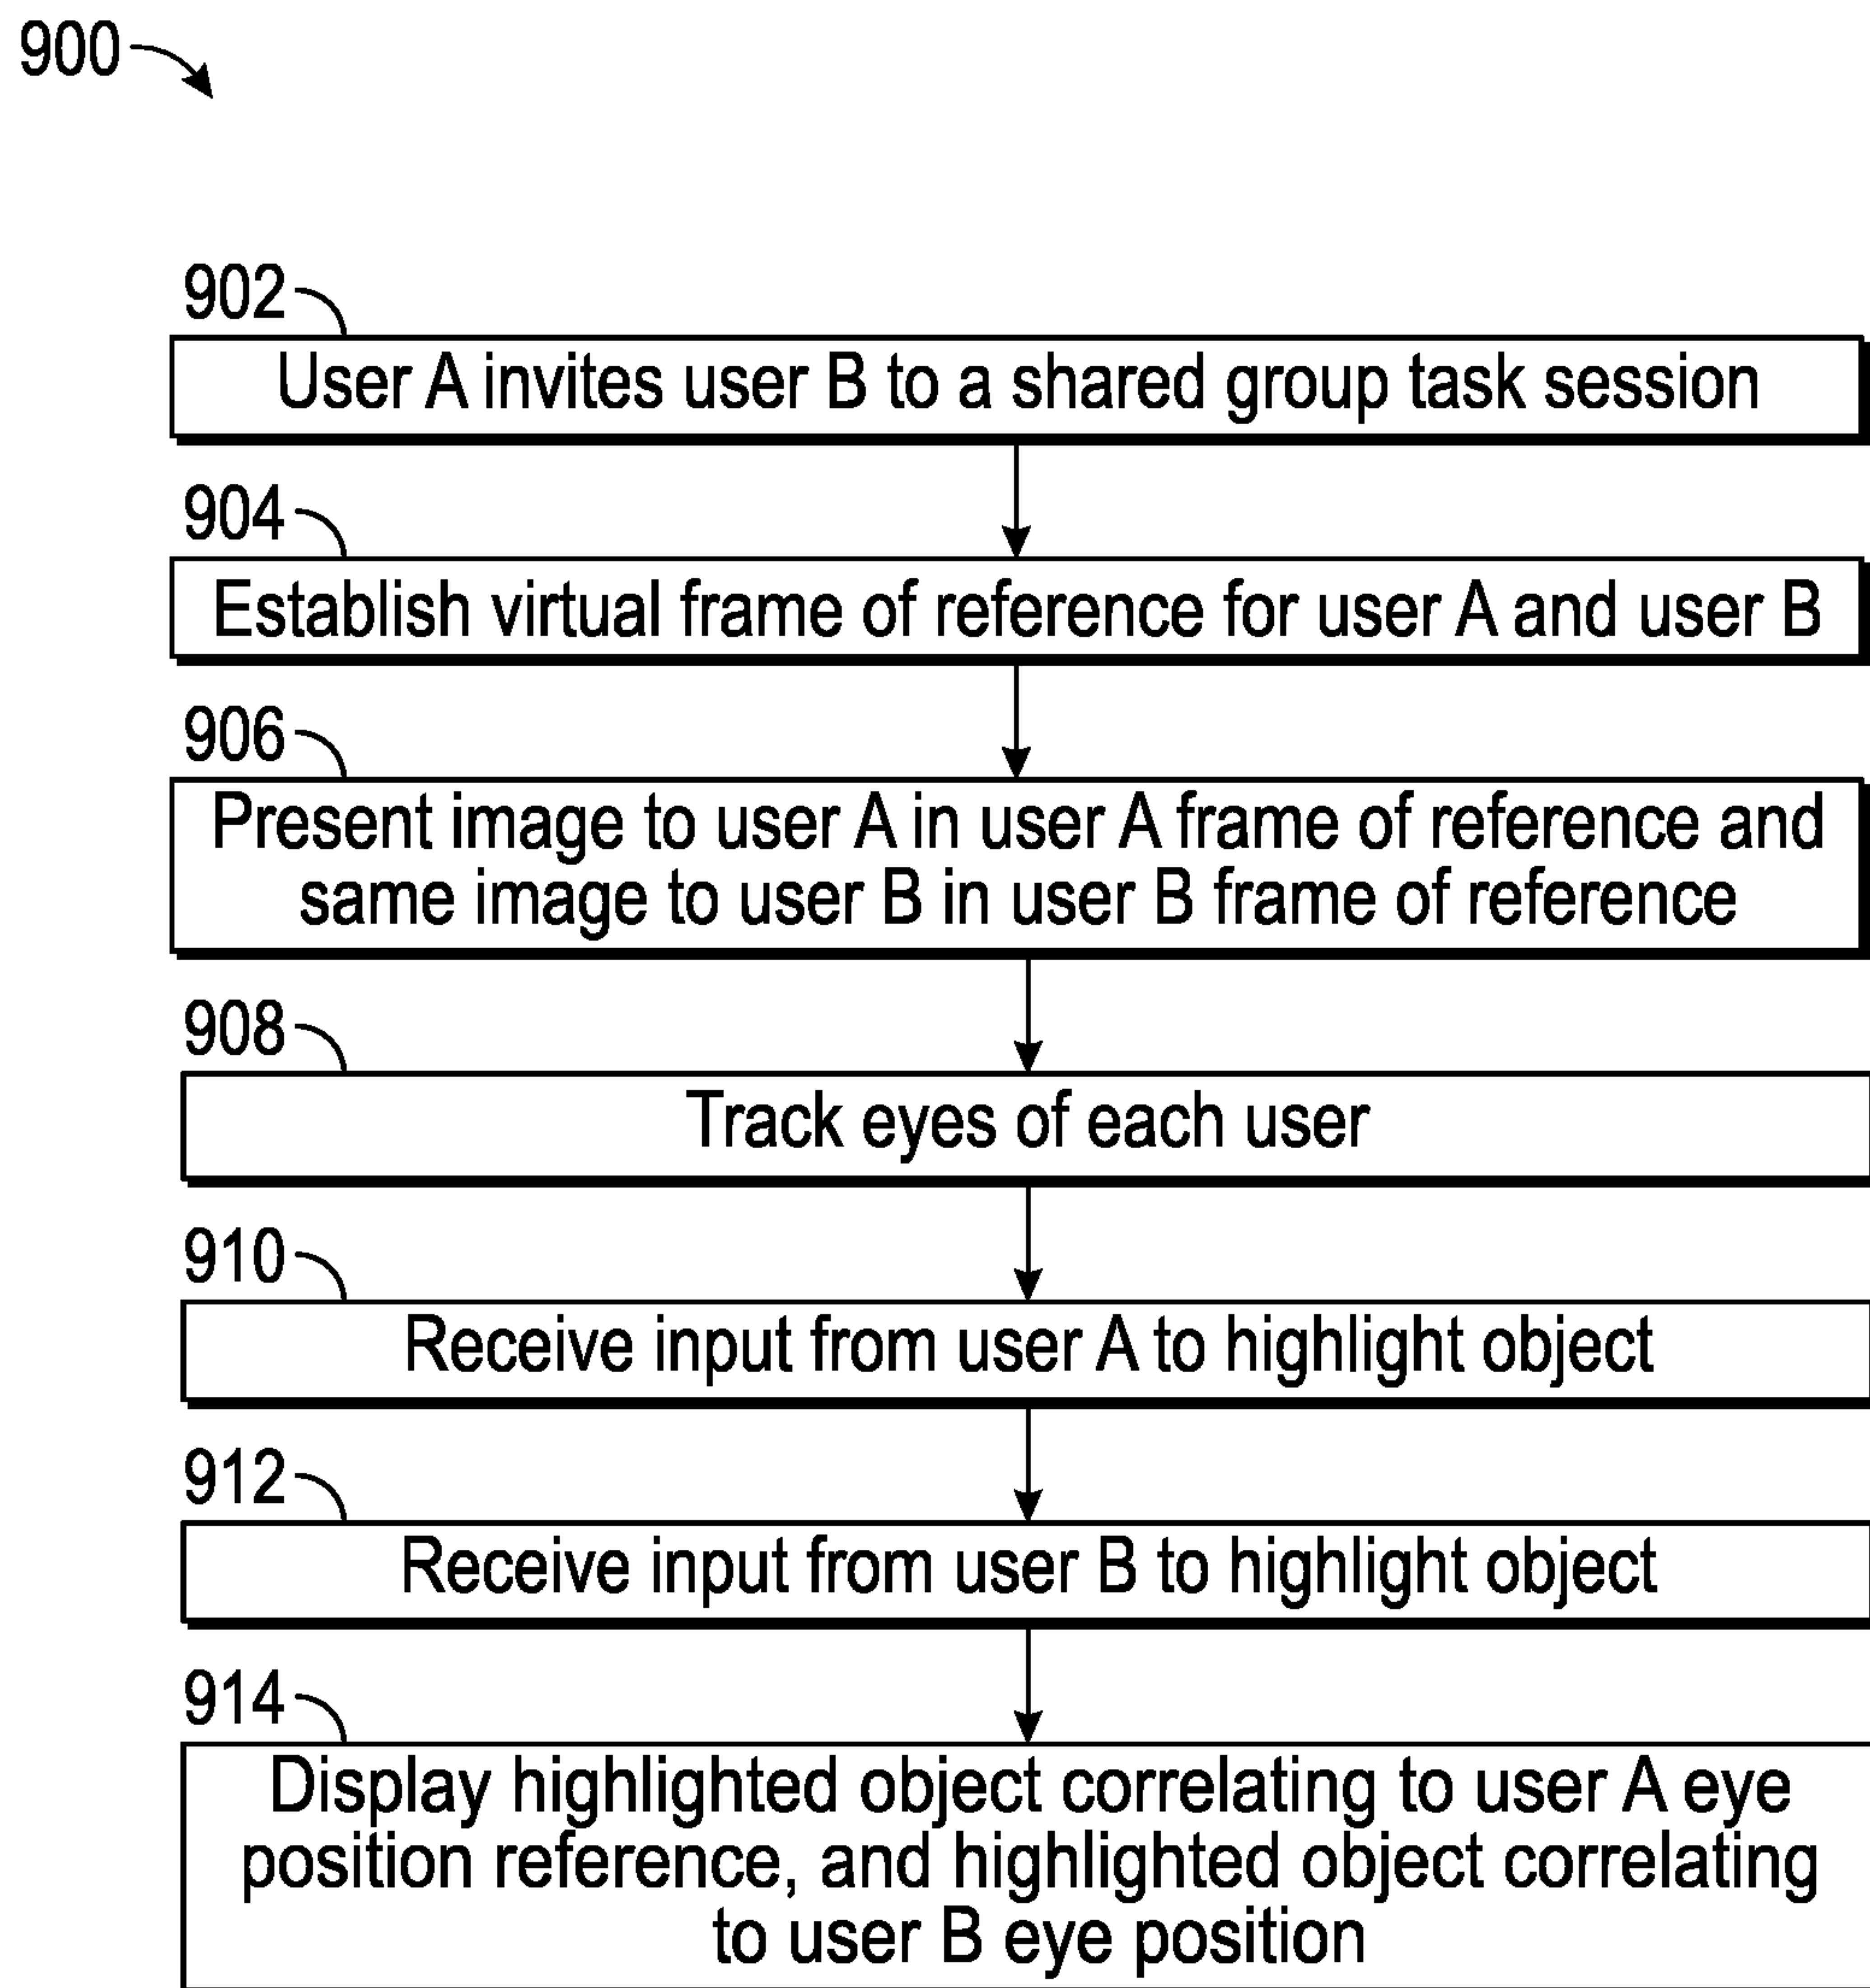 900
902
User A invites user B to a shared group task session
904
Establish virtual frame of reference for user A and user B
906
Present image to user A in user A frame of reference and
same image to user B in user B frame of reference
908
Track eyes of each user
910
Receive input from user A to highlight object
912
Receive input from user B to highlight object
914
Display highlighted object correlating to user A eye
position reference, and highlighted object correlating
to user B eye position